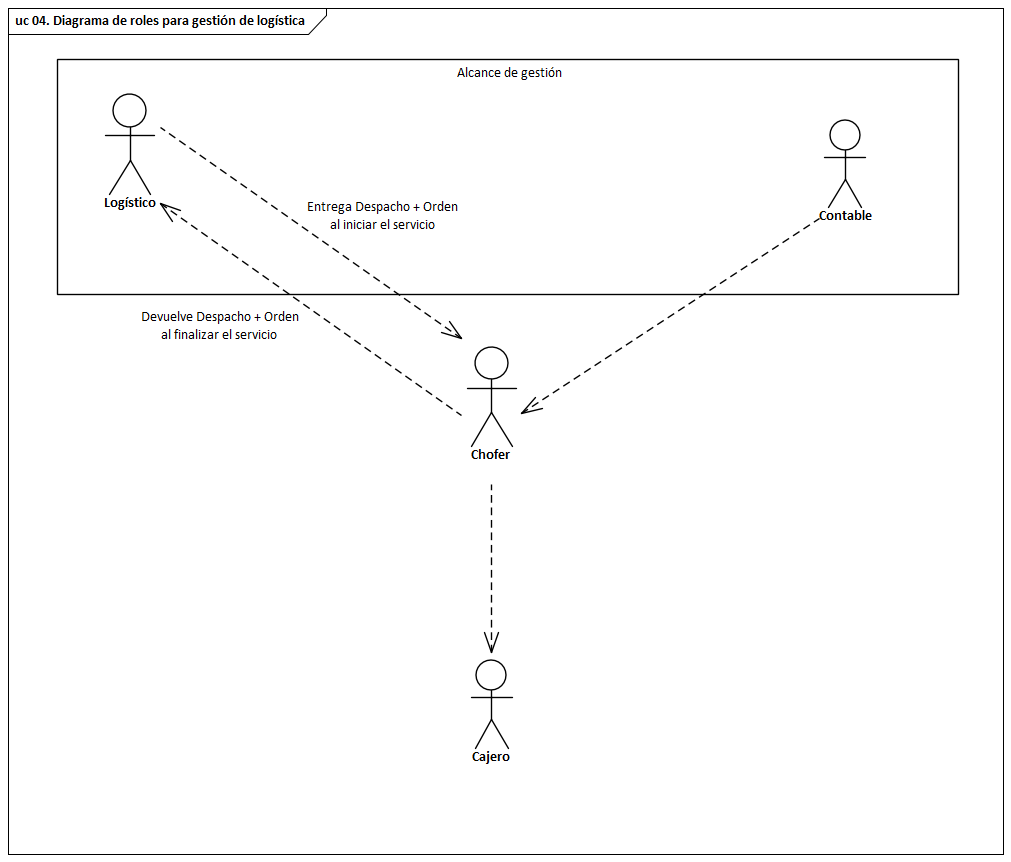 uc 04. Diagrama de roles para gestión de logística
Alcance de gestión
Logístico
Contable
Entrega Despacho + Orden
al iniciar el servicio
Devuelve Despacho + Orden
al finalizar el servicio
Chofer
Cajero